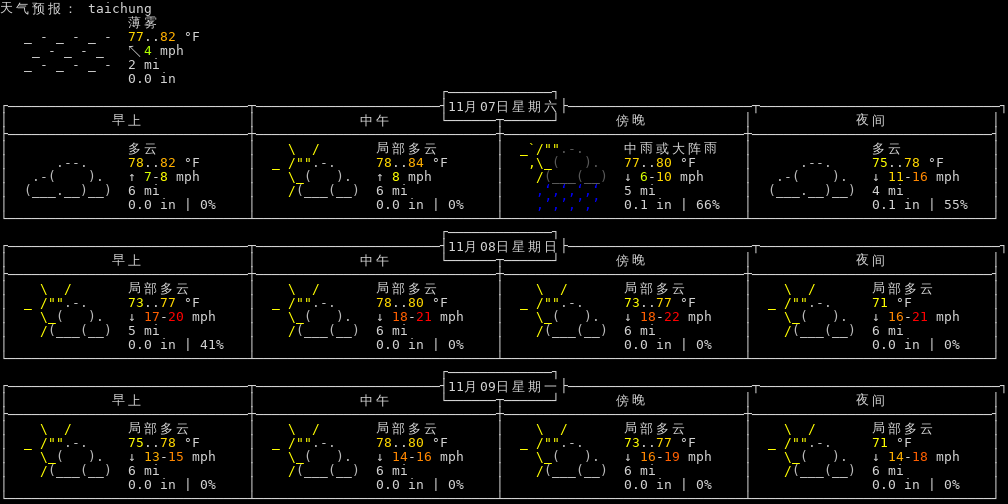 天气预报: taichung
薄雾
77..82 °F
↖ 4 mph
2 mi
0.0 in
11月07日星期六
早上 中午 傍晚 夜间
多云 局部多云 中雨或大阵雨 多云
78..82 °F 78..84 °F 77..80 °F 75..78 °F
↑ 7-8 mph ↑ 8 mph ↓ 6-10 mph ↓ 11-16 mph
6 mi 6 mi 5 mi 4 mi
0.0 in | 0% 0.0 in | 0% 0.1 in | 66% 0.1 in | 55%
11月08日星期日
早上 中午 傍晚 夜间
局部多云 局部多云 局部多云 局部多云
73..77 °F 78..80 °F 73..77 °F 71 °F
↓ 17-20 mph ↓ 18-21 mph ↓ 18-22 mph ↓ 16-21 mph
5 mi 6 mi 6 mi 6 mi
0.0 in | 41% 0.0 in | 0% 0.0 in | 0% 0.0 in | 0%
11月09日星期一
早上 中午 傍晚 夜间
局部多云 局部多云 局部多云 局部多云
75..78 °F 78..80 °F 73..77 °F 71 °F
↓ 13-15 mph ↓ 14-16 mph ↓ 16-19 mph ↓ 14-18 mph
6 mi 6 mi 6 mi 6 mi
0.0 in | 0% 0.0 in | 0% 0.0 in | 0% 0.0 in | 0%